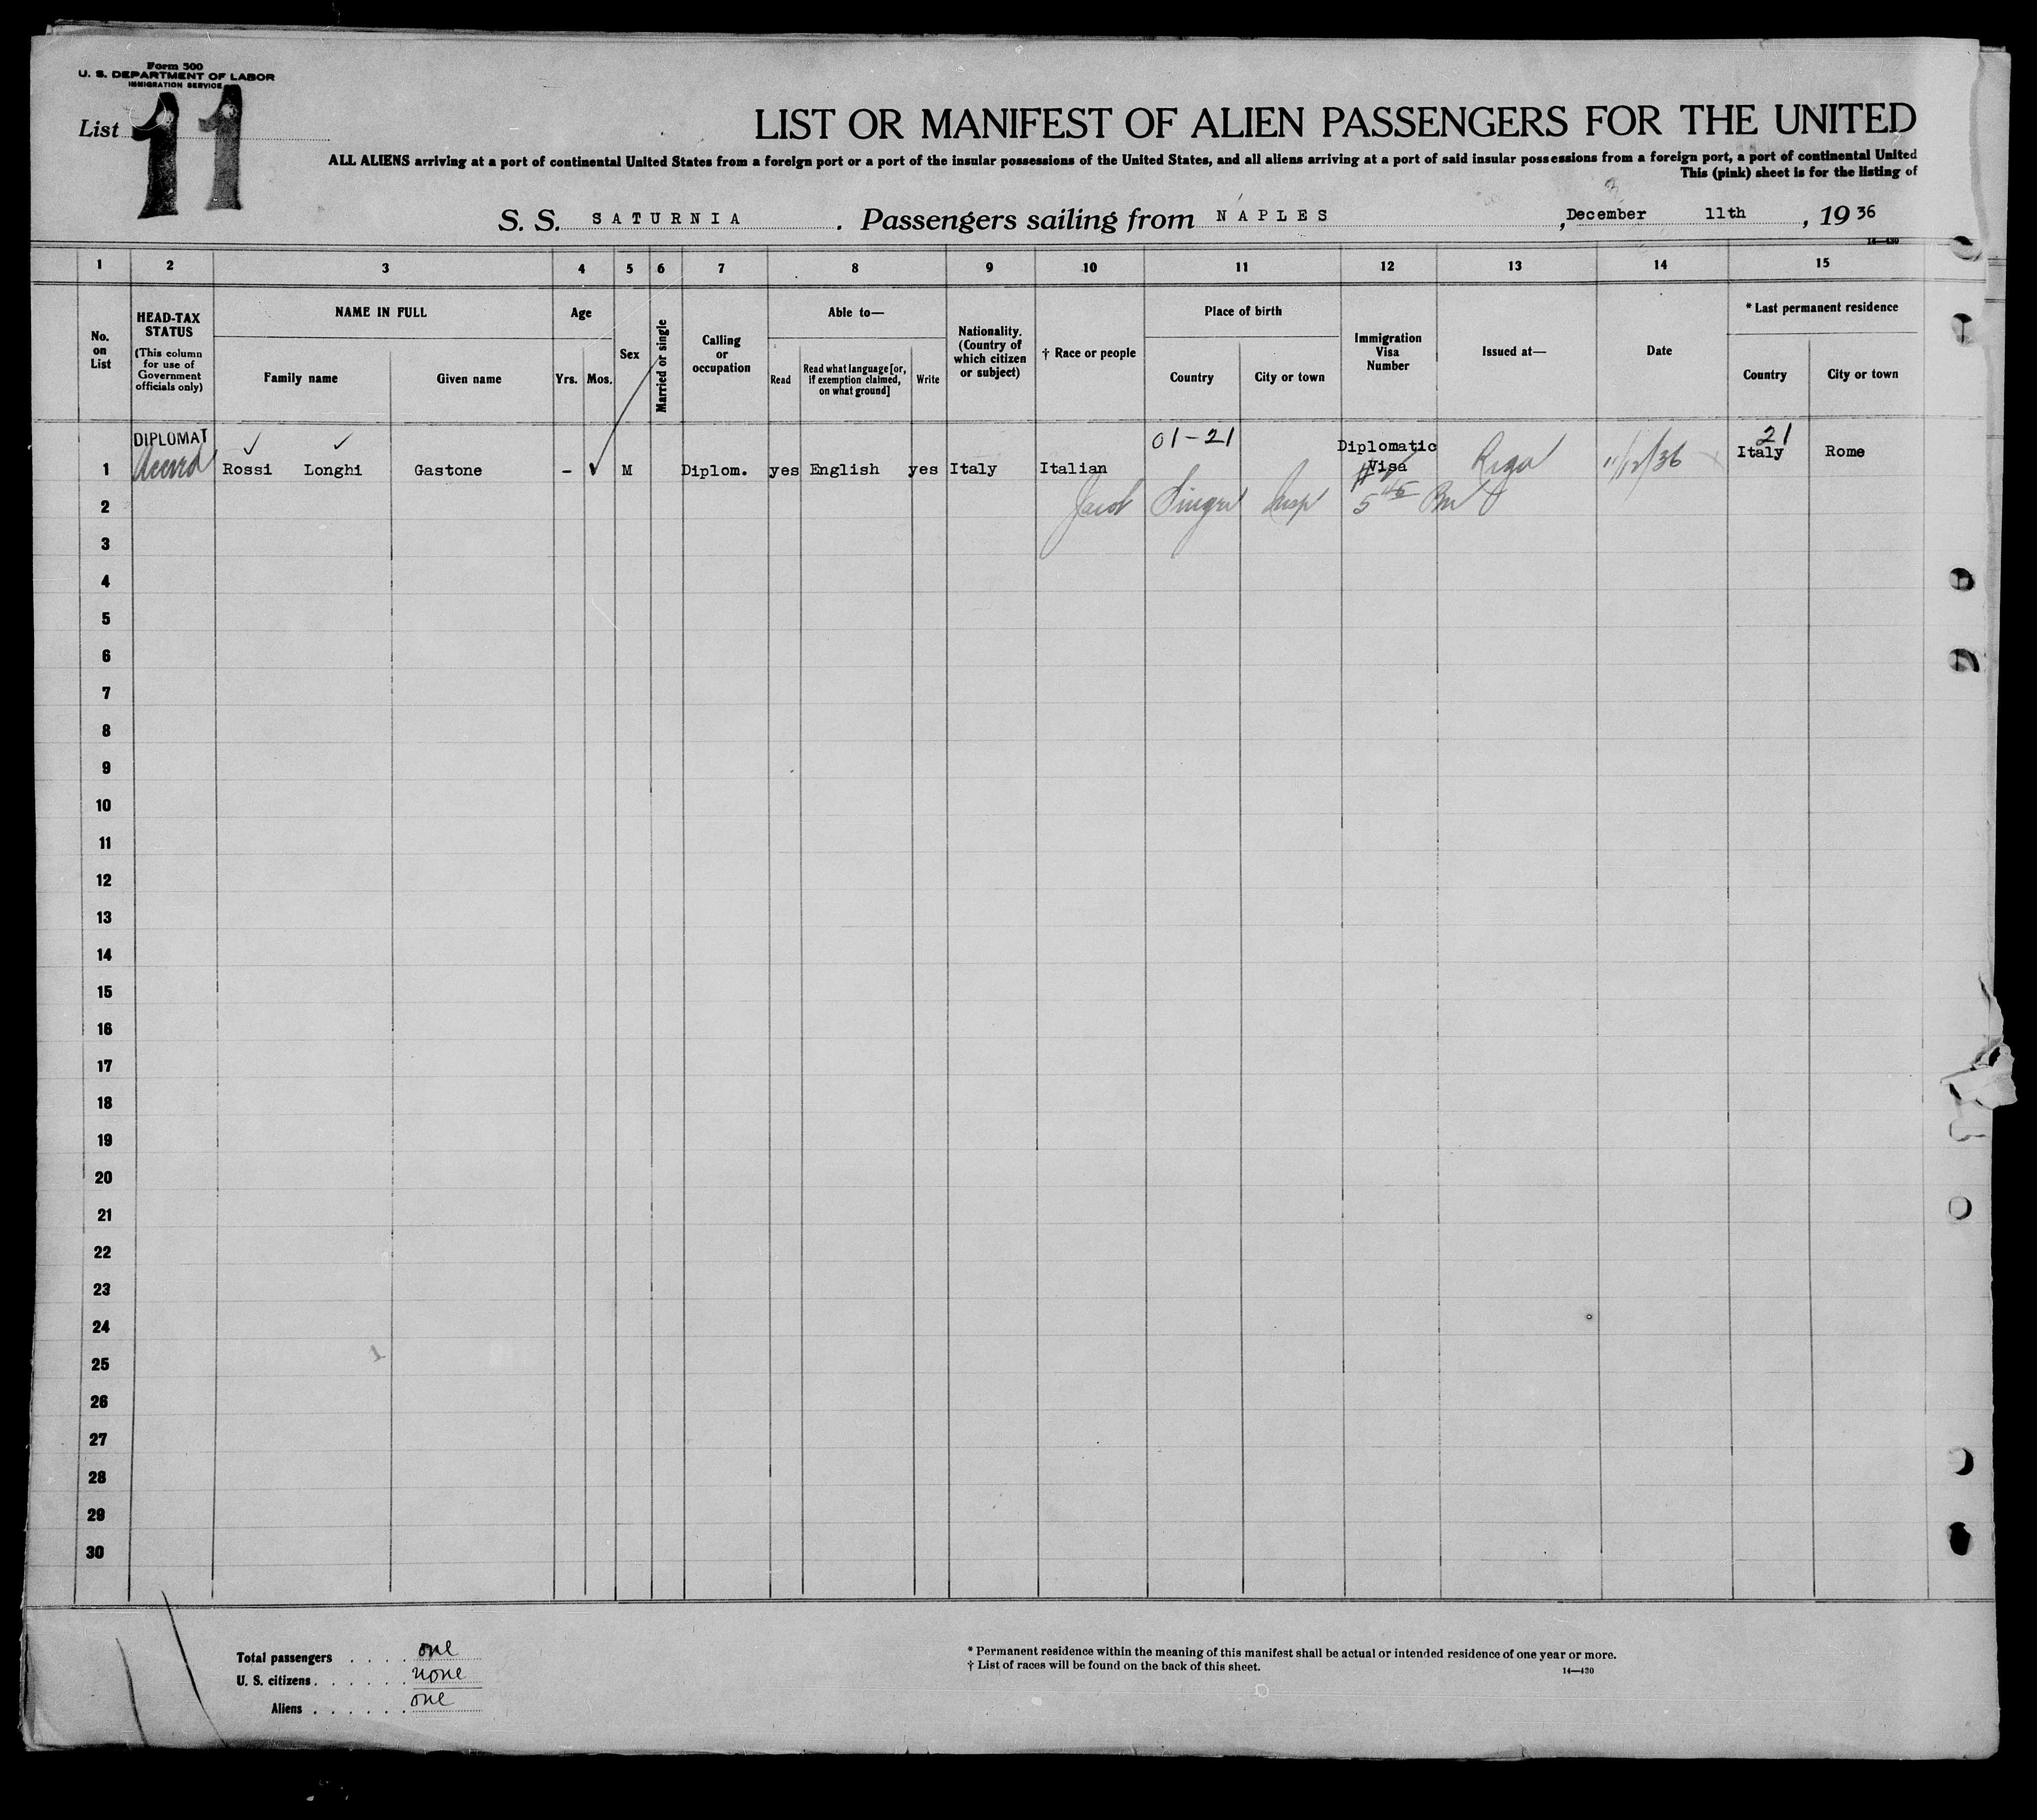 Form 500
U. S. DEPARTMENT OF LABOR
IMMIGRATION SERVICE
List 11
LIST OR MANIFEST OF ALIEN PASSENGERS FOR THE UNITED
ALL ALIENS arriving at a port of continental United States from a foreign port or a port of the insular possessions of the United States, and all aliens arriving at a port of said insular possessions from a foreign port, a port of continental United
This (pink) sheet is for the listing of
S. S. SATURNIA. Passengers sailing from NAPLES, December 11th, 19 36
14—430
1 2 3 4 5 6 7 8 9 10 11 12 13 14 15
No. on List
HEAD-TAX STATUS
(This column for use of Government officials only)
NAME IN FULL
Family name
Given name
Age
Yrs.
Mos.
Sex
Married or single
Calling or occupation
Able to—
Read
Read what language [or, if exemption claimed, on what ground]
Write
Nationality. (Country of which citizen or subject)
† Race or people
Place of birth
Country
City or town
Immigration Visa Number
Issued at—
Date
* Last permanent residence
Country
City or town
DIPLOMAT 01-21 Diplomatic 21
1 Rossi Longhi Gastone – ✓ M Diplom. yes English yes Italy Italian Visa Riga 11/12/36 Italy Rome
2 Jacob Singer Insp 5 45 PM
3
4
5
6
7
8
9
10
11
12
13
14
15
16
17
18
19
20
21
22
23
24
25
26
27
28
29
30
Total passengers . . . . one
U. S. citizens . . . . . . none
Aliens . . . . . . one
* Permanent residence within the meaning of this manifest shall be actual or intended residence of one year or more.
† List of races will be found on the back of this sheet.
14—430